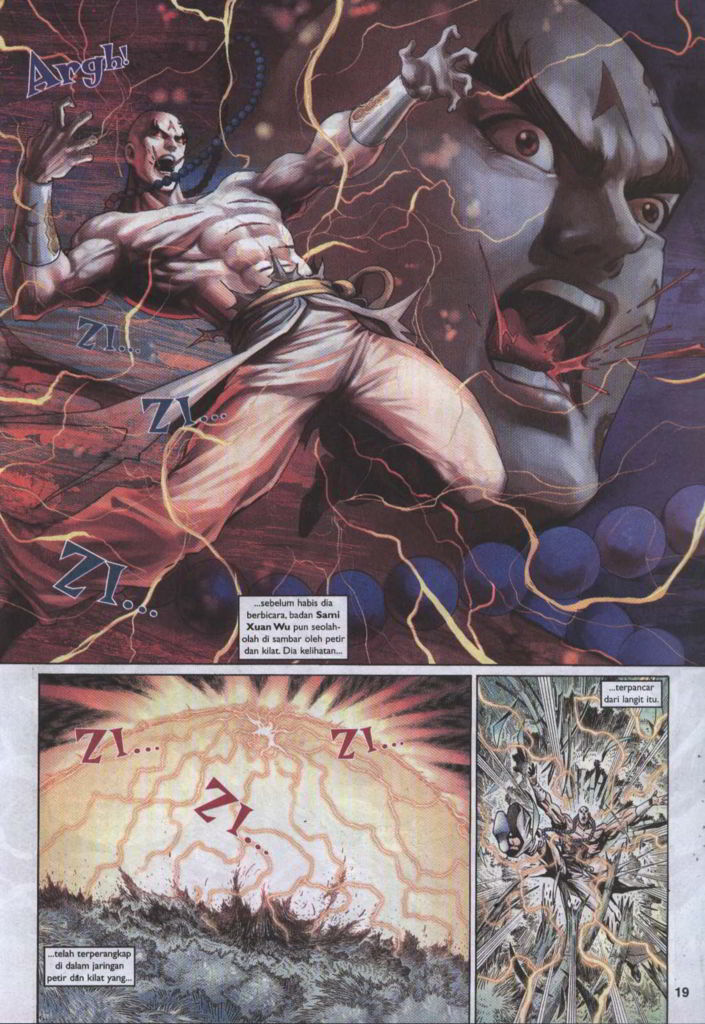 Argh!
ZI...
ZI...
ZI...
...sebelum habis dia
berbicara, badan Sami
Xuan Wu pun seolah-
olah di sambar oleh petir
dan kilat. Dia kelihatan...
ZI...
ZI...
ZI...
...telah terperangkap
di dalam jaringan
petir dan kilat yang...
...terpancar
dari langit itu.
19